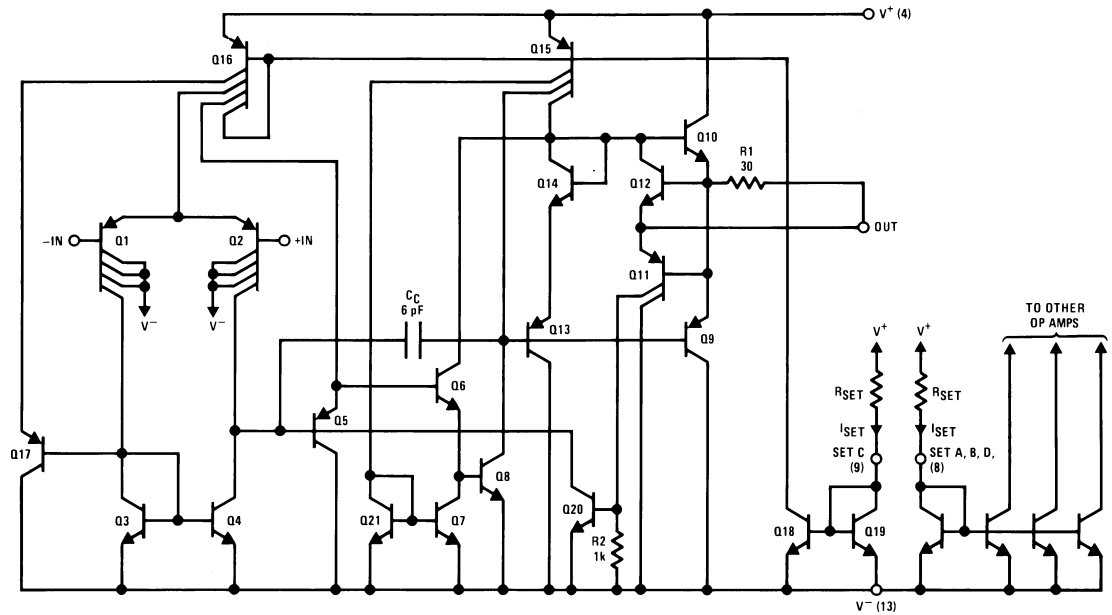 V+ (4)
Q16
Q15
Q10
R1
30
Q14
Q12
–IN
Q1
Q2
+IN
OUT
Q11
V–
V–
CC
6 pF
Q13
Q9
TO OTHER
OP AMPS
V+
V+
Q6
RSET
RSET
Q5
ISET
ISET
Q17
SET C
(9)
SET A, B, D,
(8)
Q8
Q3
Q4
Q21
Q7
Q20
R2
1k
Q18
Q19
V– (13)